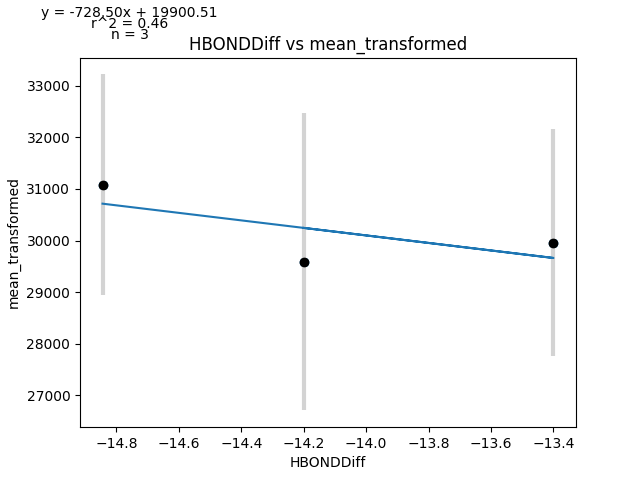 y = -728.50x + 19900.51
r^2 = 0.46
n = 3
HBONDDiff vs mean_transformed
mean_transformed
33000
32000
31000
30000
29000
28000
27000
−14.8 −14.6 −14.4 −14.2 −14.0 −13.8 −13.6 −13.4
HBONDDiff